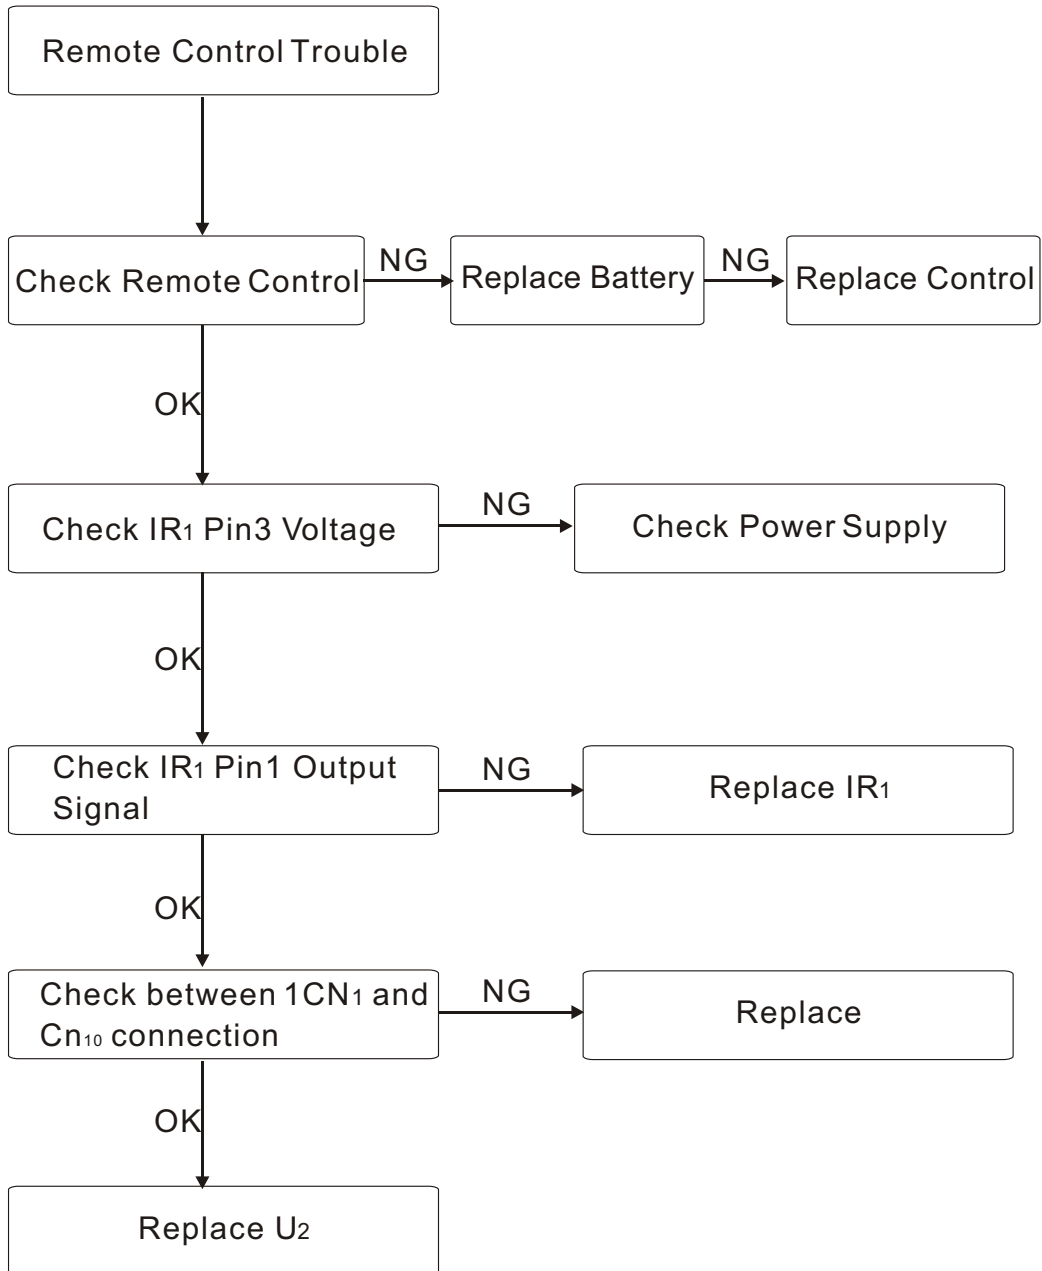 Remote Control Trouble
Check Remote Control
NG
Replace Battery
NG
Replace Control
OK
Check IR1 Pin3 Voltage
NG
Check Power Supply
OK
Check IR1 Pin1 Output
Signal
NG
Replace IR1
OK
Check between 1CN1 and
Cn10 connection
NG
Replace
OK
Replace U2